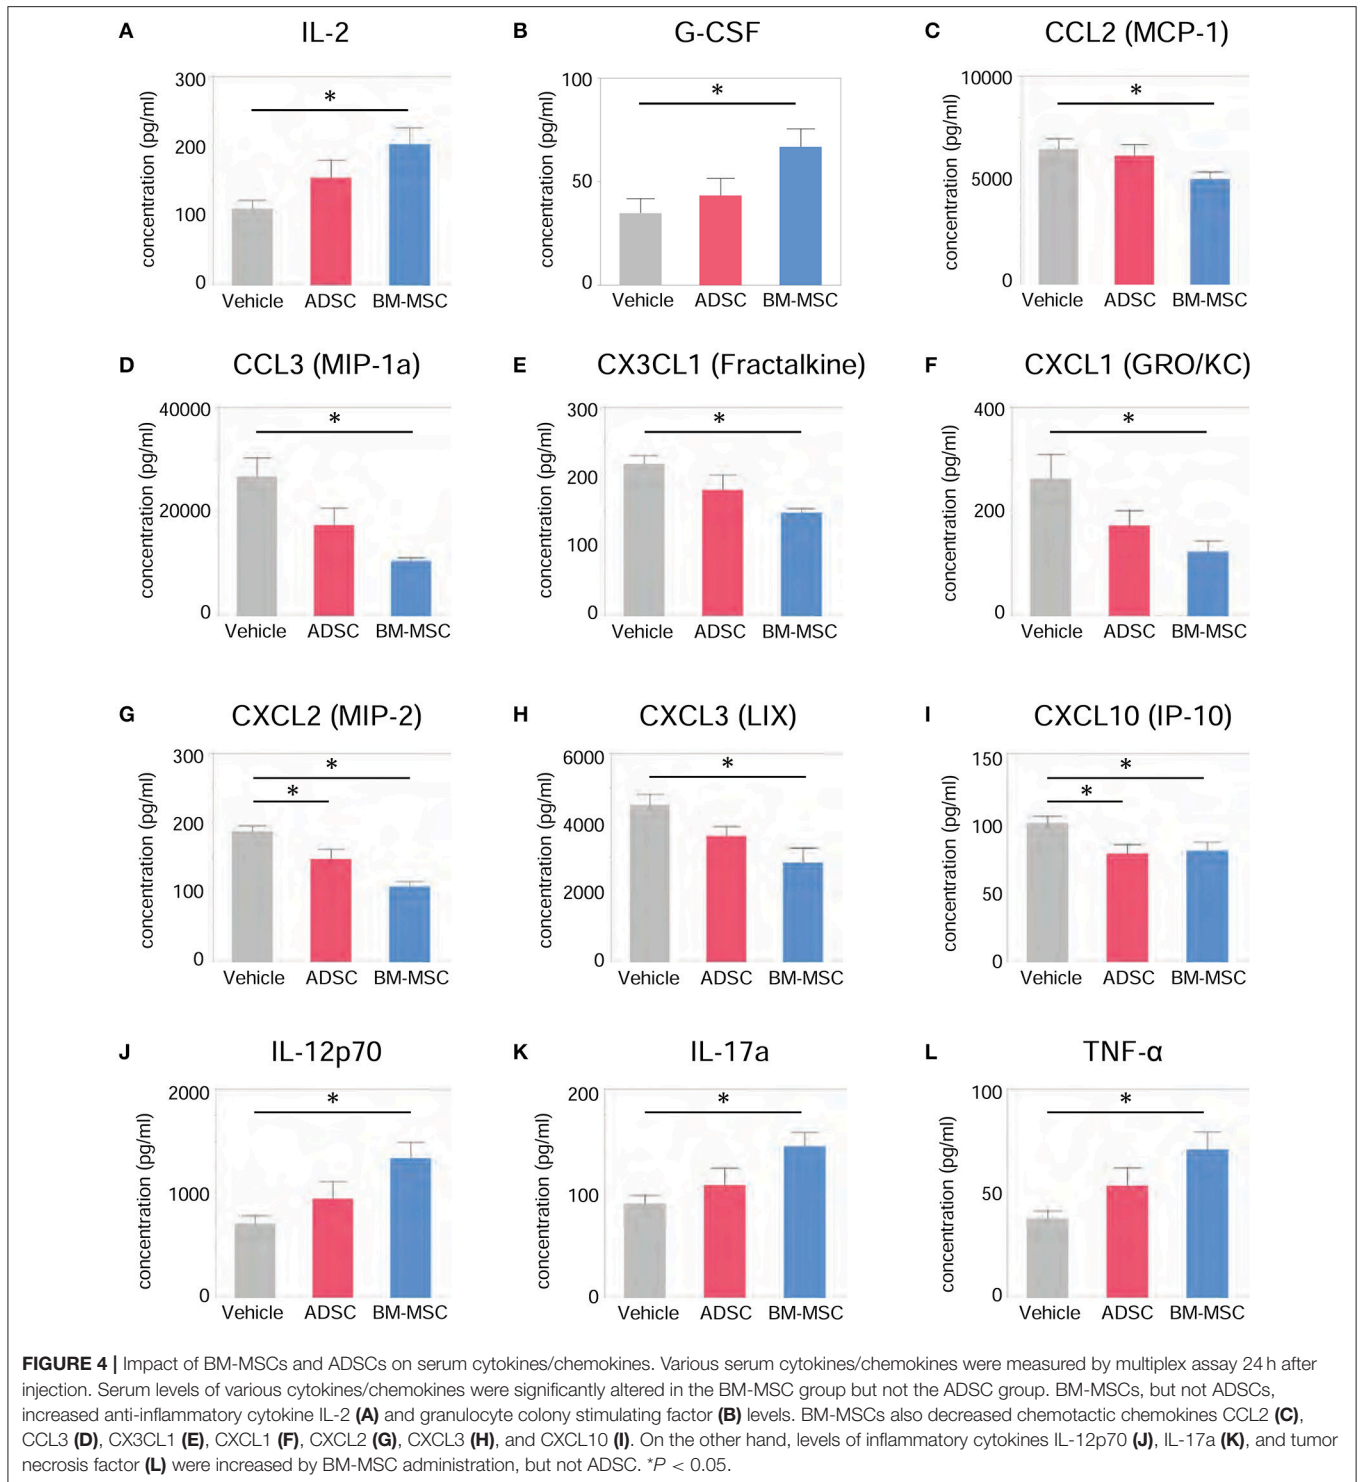 A IL-2 B G-CSF C CCL2 (MCP-1)
concentration (pg/ml) 300 200 100 0 * Vehicle ADSC BM-MSC
concentration (pg/ml) 100 50 0 * Vehicle ADSC BM-MSC
concentration (pg/ml) 10000 5000 0 * Vehicle ADSC BM-MSC
D CCL3 (MIP-1a) E CX3CL1 (Fractalkine) F CXCL1 (GRO/KC)
concentration (pg/ml) 40000 20000 0 * Vehicle ADSC BM-MSC
concentration (pg/ml) 300 200 100 0 * Vehicle ADSC BM-MSC
concentration (pg/ml) 400 200 0 * Vehicle ADSC BM-MSC
G CXCL2 (MIP-2) H CXCL3 (LIX) I CXCL10 (IP-10)
concentration (pg/ml) 300 200 100 0 * * Vehicle ADSC BM-MSC
concentration (pg/ml) 6000 4000 2000 0 * Vehicle ADSC BM-MSC
concentration (pg/ml) 150 100 50 0 * * Vehicle ADSC BM-MSC
J IL-12p70 K IL-17a L TNF-α
concentration (pg/ml) 2000 1000 0 * Vehicle ADSC BM-MSC
concentration (pg/ml) 200 100 0 * Vehicle ADSC BM-MSC
concentration (pg/ml) 100 50 0 * Vehicle ADSC BM-MSC
FIGURE 4 | Impact of BM-MSCs and ADSCs on serum cytokines/chemokines. Various serum cytokines/chemokines were measured by multiplex assay 24 h after
injection. Serum levels of various cytokines/chemokines were significantly altered in the BM-MSC group but not the ADSC group. BM-MSCs, but not ADSCs,
increased anti-inflammatory cytokine IL-2 (A) and granulocyte colony stimulating factor (B) levels. BM-MSCs also decreased chemotactic chemokines CCL2 (C),
CCL3 (D), CX3CL1 (E), CXCL1 (F), CXCL2 (G), CXCL3 (H), and CXCL10 (I). On the other hand, levels of inflammatory cytokines IL-12p70 (J), IL-17a (K), and tumor
necrosis factor (L) were increased by BM-MSC administration, but not ADSC. *P < 0.05.